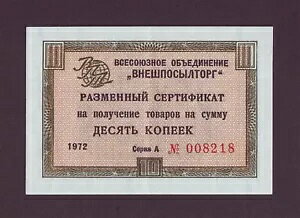 ВСЕСОЮЗНОЕ ОБЪЕДИНЕНИЕ
„ВНЕШПОСЫЛТОРГ"
РАЗМЕННЫЙ СЕРТИФИКАТ
на получение товаров на сумму
ДЕСЯТЬ КОПЕЕК
1972 Серия А № 008218